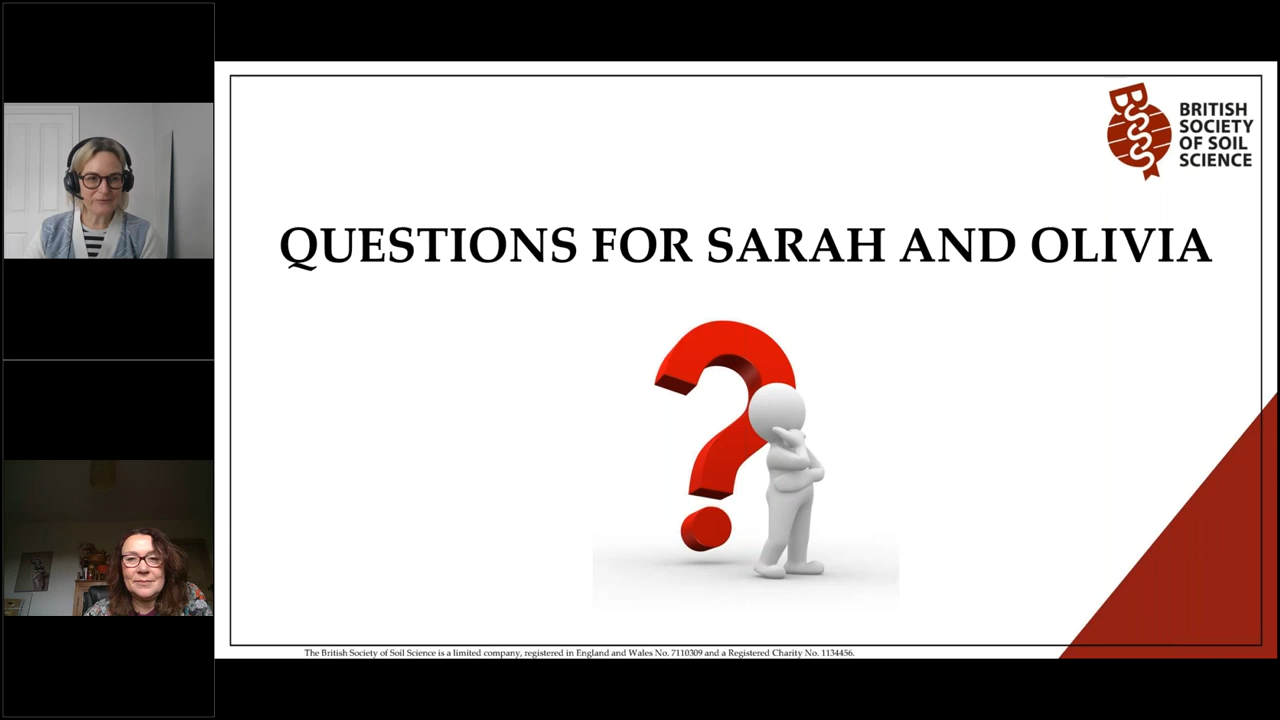 BSSS
BRITISH
SOCIETY
OF SOIL
SCIENCE
QUESTIONS FOR SARAH AND OLIVIA
The British Society of Soil Science is a limited company, registered in England and Wales No. 7110309 and a Registered Charity No. 1134456.